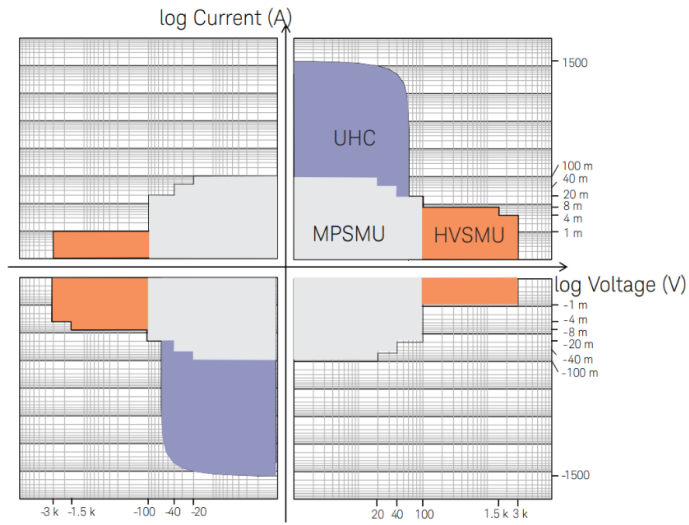 log Current (A)
1500
UHC
100 m
40 m
20 m
8 m
4 m
1 m
MPSMU
HVSMU
log Voltage (V)
-1 m
-4 m
-8 m
-20 m
-40 m
-100 m
-1500
-3 k -1.5 k -100 -40 -20 20 40 100 1.5 k 3 k